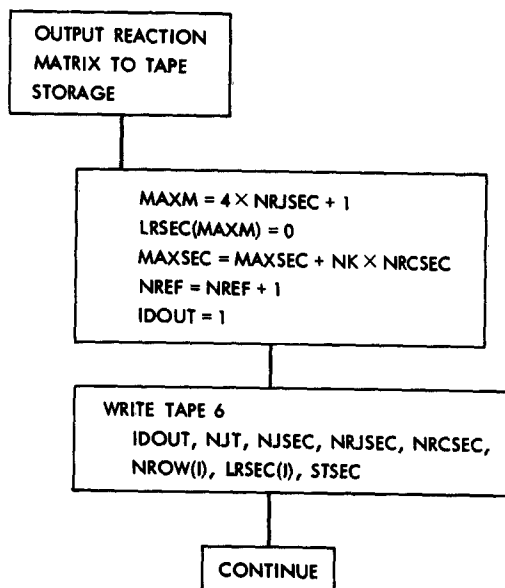 OUTPUT REACTION
MATRIX TO TAPE
STORAGE
MAXM = 4 × NRJSEC + 1
LRSEC(MAXM) = 0
MAXSEC = MAXSEC + NK × NRCSEC
NREF = NREF + 1
IDOUT = 1
WRITE TAPE 6
IDOUT, NJT, NJSEC, NRJSEC, NRCSEC,
NROW(I), LRSEC(I), STSEC
CONTINUE